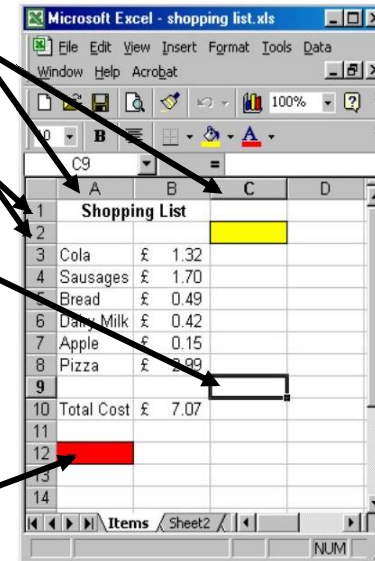 Microsoft Excel - shopping list.xls
File Edit View Insert Format Tools Data
Window Help Acrobat
100%
10 B A
C9 =
A B C D
1 Shopping List
2
3 Cola £ 1.32
4 Sausages £ 1.70
5 Bread £ 0.49
6 Dairy Milk £ 0.42
7 Apple £ 0.15
8 Pizza £ 2.99
9
10 Total Cost £ 7.07
11
12
13
14
Items Sheet2
NUM